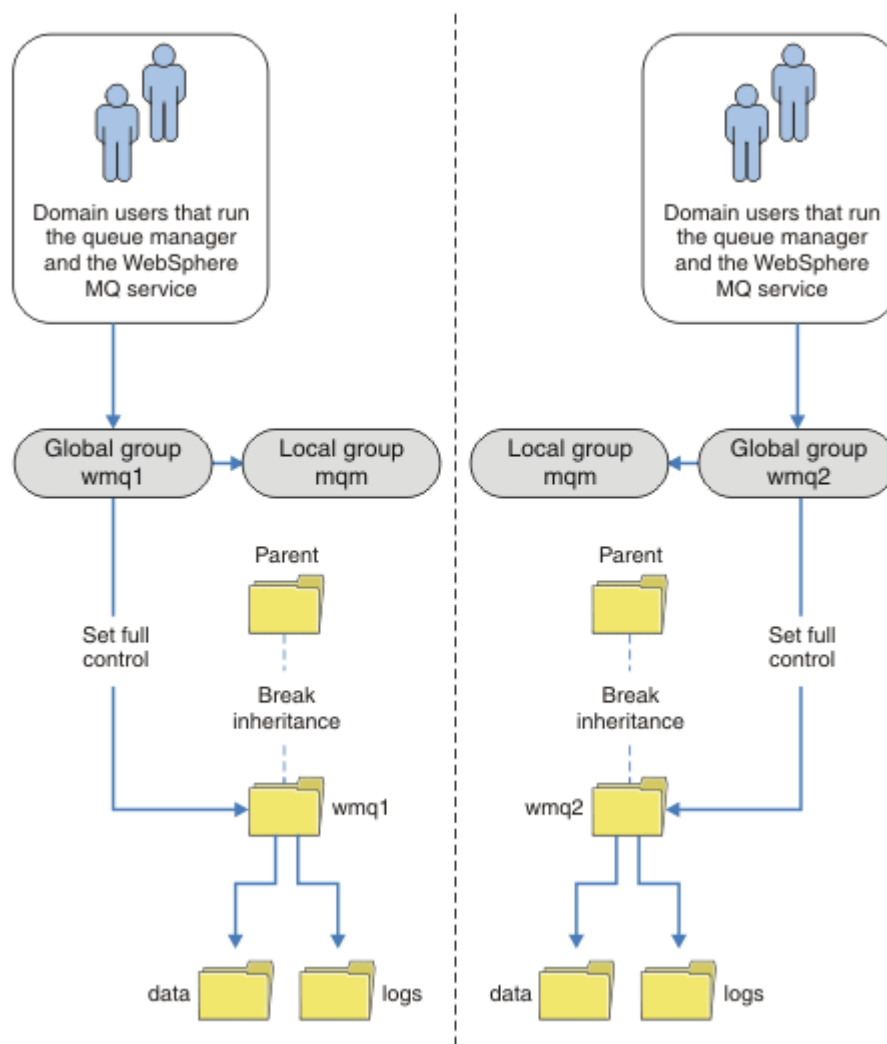 Domain users that run
the queue manager
and the WebSphere
MQ service
Global group
wmq1
Local group
mqm
Parent
Set full
control
Break
inheritance
wmq1
data
logs
Domain users that run
the queue manager
and the WebSphere
MQ service
Local group
mqm
Global group
wmq2
Parent
Set full
control
Break
inheritance
wmq2
data
logs